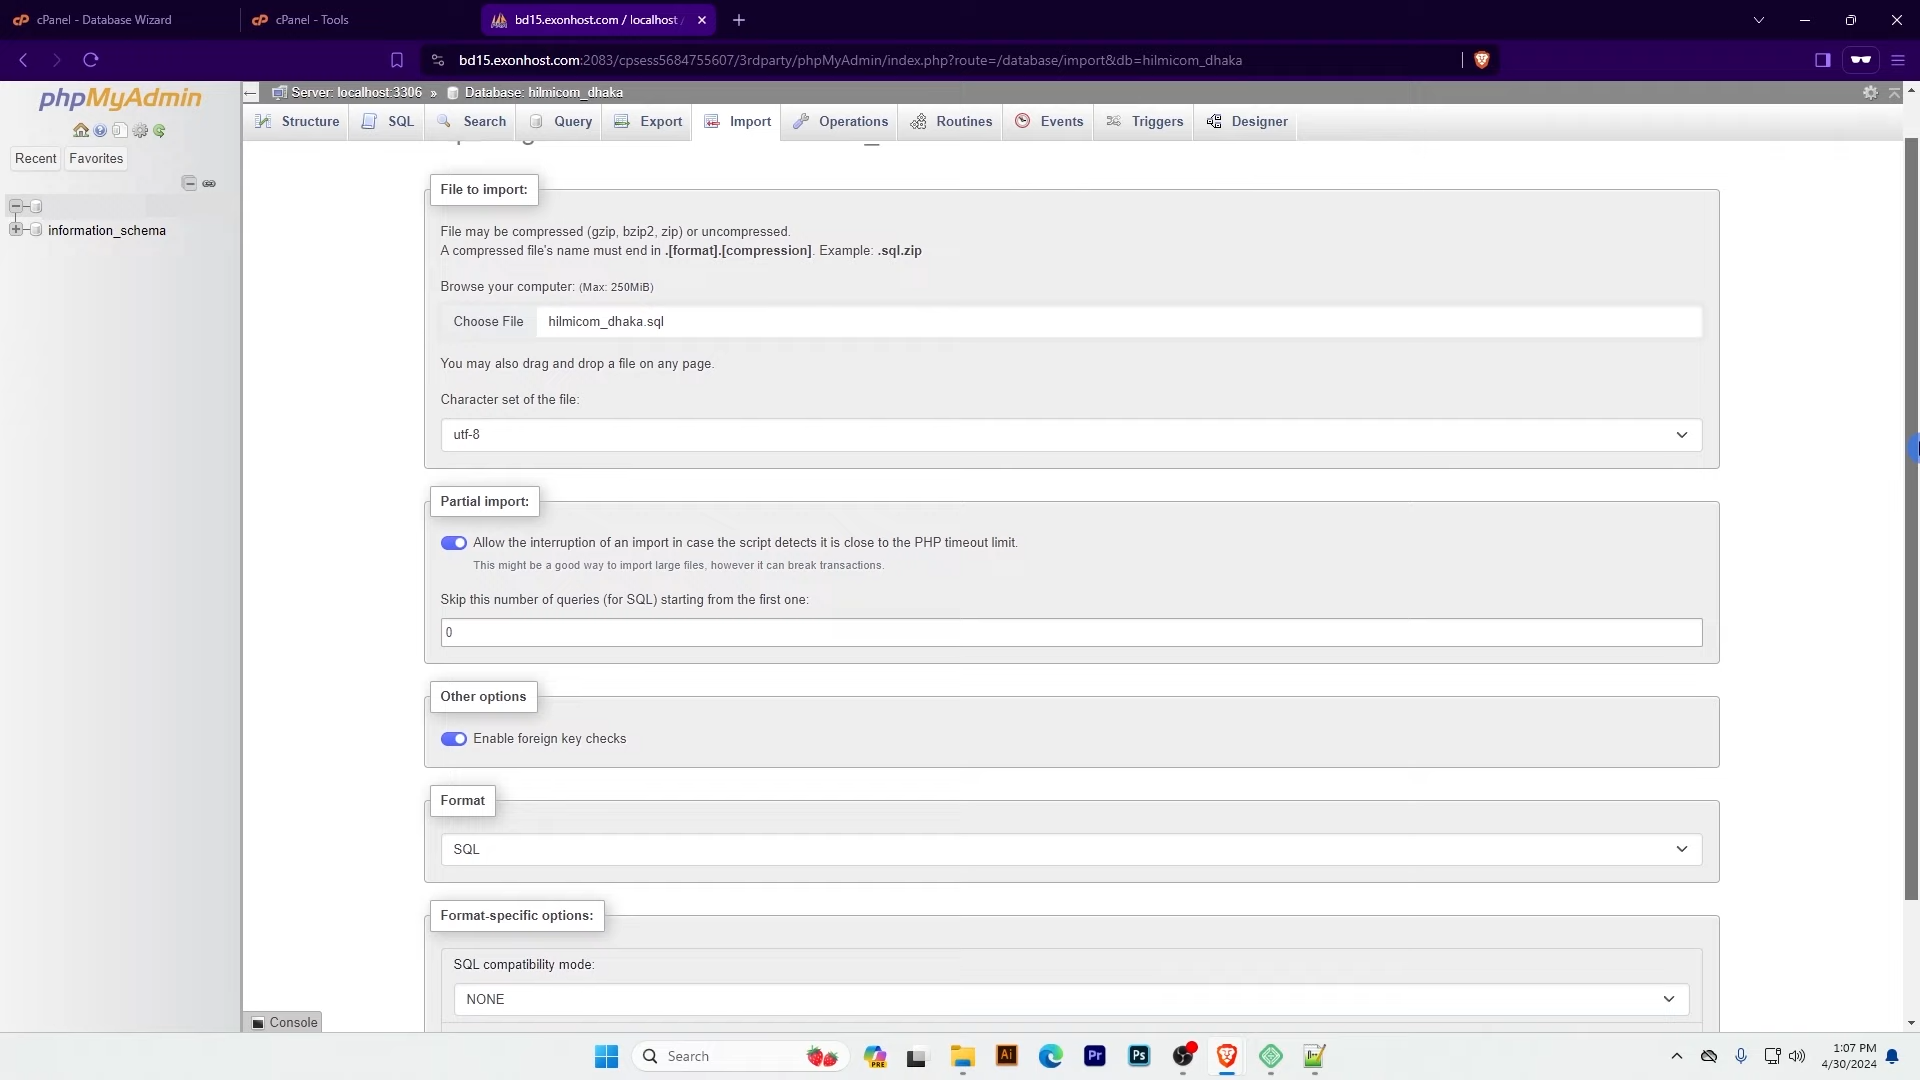 cPanel - Database Wizard
cPanel - Tools
bd15.exonhost.com / localhost /
bd15.exonhost.com:2083/cpsess5684755607/3rdparty/phpMyAdmin/index.php?route=/database/import&db=hilmicom_dhaka
phpMyAdmin
Recent
Favorites
information_schema
Server: localhost:3306 » Database: hilmicom_dhaka
Structure
SQL
Search
Query
Export
Import
Operations
Routines
Events
Triggers
Designer
File to import:
File may be compressed (gzip, bzip2, zip) or uncompressed.
A compressed file's name must end in .[format].[compression]. Example: .sql.zip
Browse your computer: (Max: 250MiB)
Choose File
hilmicom_dhaka.sql
You may also drag and drop a file on any page.
Character set of the file:
utf-8
Partial import:
Allow the interruption of an import in case the script detects it is close to the PHP timeout limit.
This might be a good way to import large files, however it can break transactions.
Skip this number of queries (for SQL) starting from the first one:
0
Other options
Enable foreign key checks
Format
SQL
Format-specific options:
SQL compatibility mode:
NONE
Console
Search
PRE
Ai
Pr
Ps
1:07 PM
4/30/2024